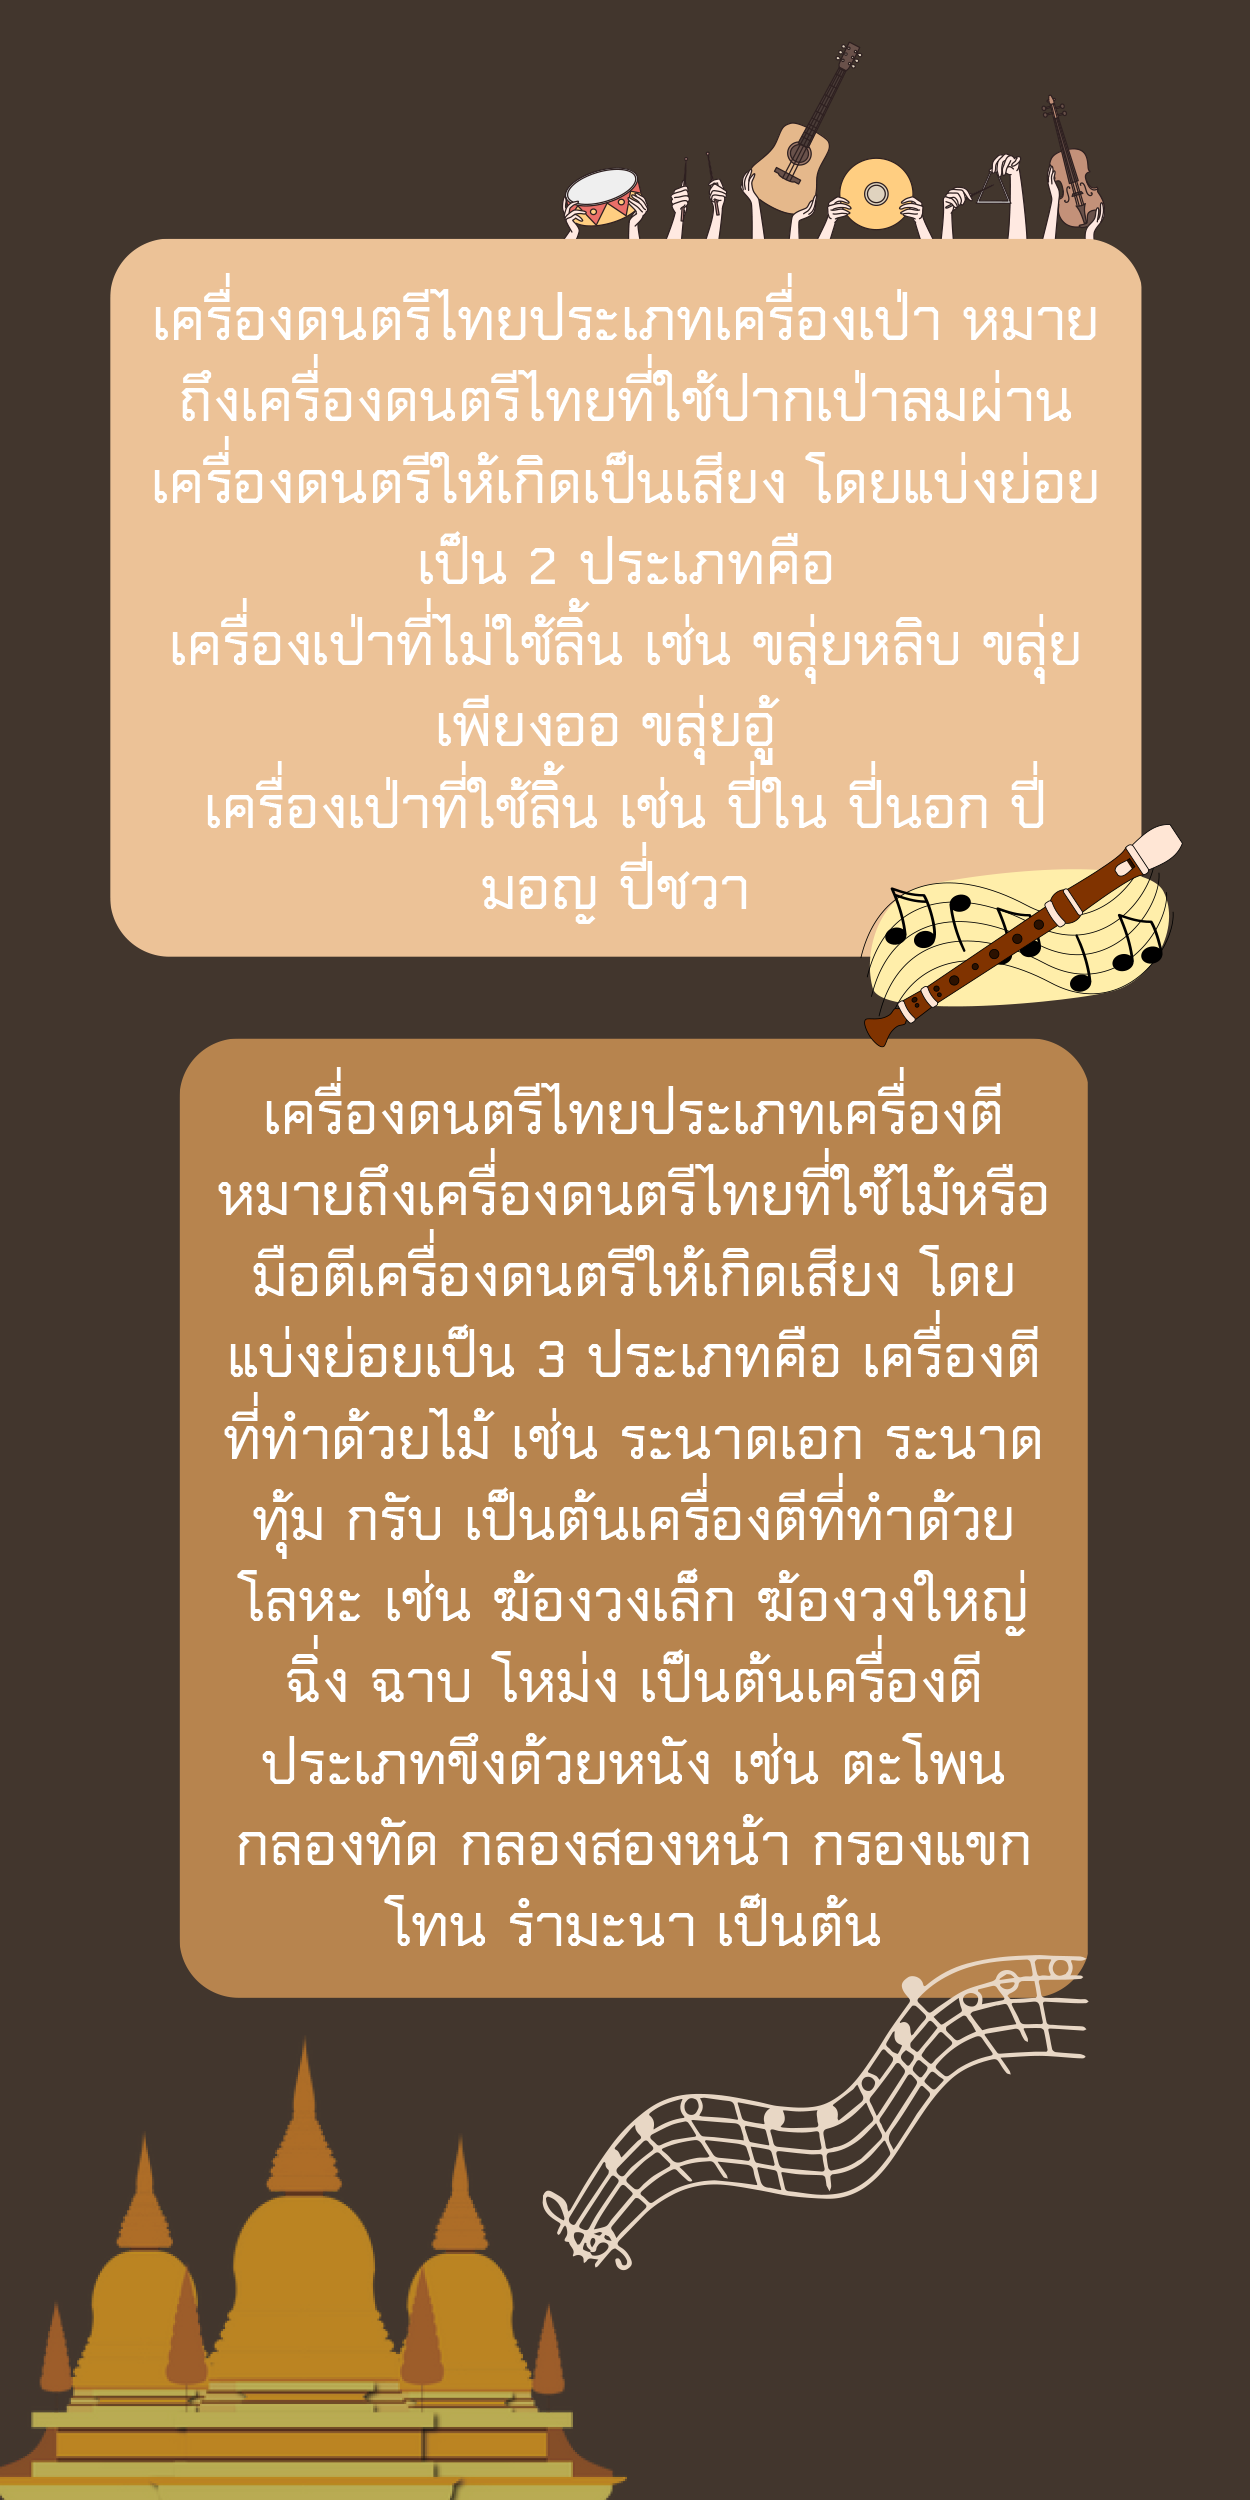 เครื่องดนตรีไทยประเภทเครื่องเป่า หมาย
ถึงเครื่องดนตรีไทยที่ใช้ปากเป่าลมผ่าน
เครื่องดนตรีให้เกิดเป็นเสียง โดยแบ่งย่อย
เป็น 2 ประเภทคือ
เครื่องเป่าที่ไม่ใช้ลิ้น เช่น ขลุ่ยหลิบ ขลุ่ย
เพียงออ ขลุ่ยอู้
เครื่องเป่าที่ใช้ลิ้น เช่น ปี่ใน ปี่นอก ปี่
มอญ ปี่ชวา
เครื่องดนตรีไทยประเภทเครื่องตี
หมายถึงเครื่องดนตรีไทยที่ใช้ไม้หรือ
มือตีเครื่องดนตรีให้เกิดเสียง โดย
แบ่งย่อยเป็น 3 ประเภทคือ เครื่องตี
ที่ทำด้วยไม้ เช่น ระนาดเอก ระนาด
ทุ้ม กรับ เป็นต้นเครื่องตีที่ทำด้วย
โลหะ เช่น ฆ้องวงเล็ก ฆ้องวงใหญ่
ฉิ่ง ฉาบ โหม่ง เป็นต้นเครื่องตี
ประเภทขึงด้วยหนัง เช่น ตะโพน
กลองทัด กลองสองหน้า กรองแขก
โทน รำมะนา เป็นต้น